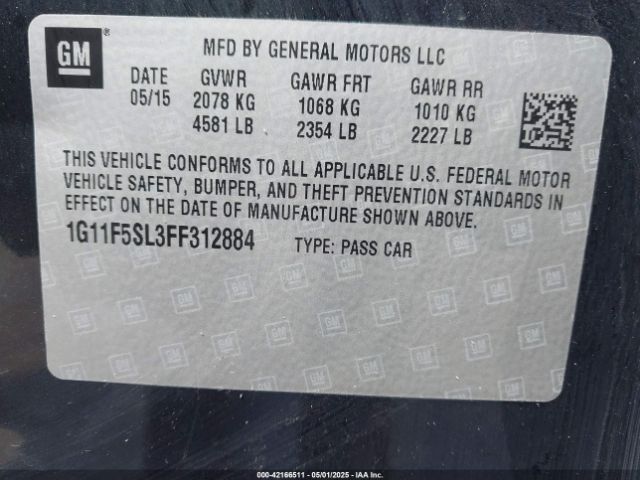 GM ®
MFD BY GENERAL MOTORS LLC
DATE GVWR GAWR FRT GAWR RR
05/15 2078 KG 1068 KG 1010 KG
4581 LB 2354 LB 2227 LB
THIS VEHICLE CONFORMS TO ALL APPLICABLE U.S. FEDERAL MOTOR
VEHICLE SAFETY, BUMPER, AND THEFT PREVENTION STANDARDS IN
EFFECT ON THE DATE OF MANUFACTURE SHOWN ABOVE.
1G11F5SL3FF312884 TYPE: PASS CAR
000-42166511 - 05/01/2025 - IAA Inc.